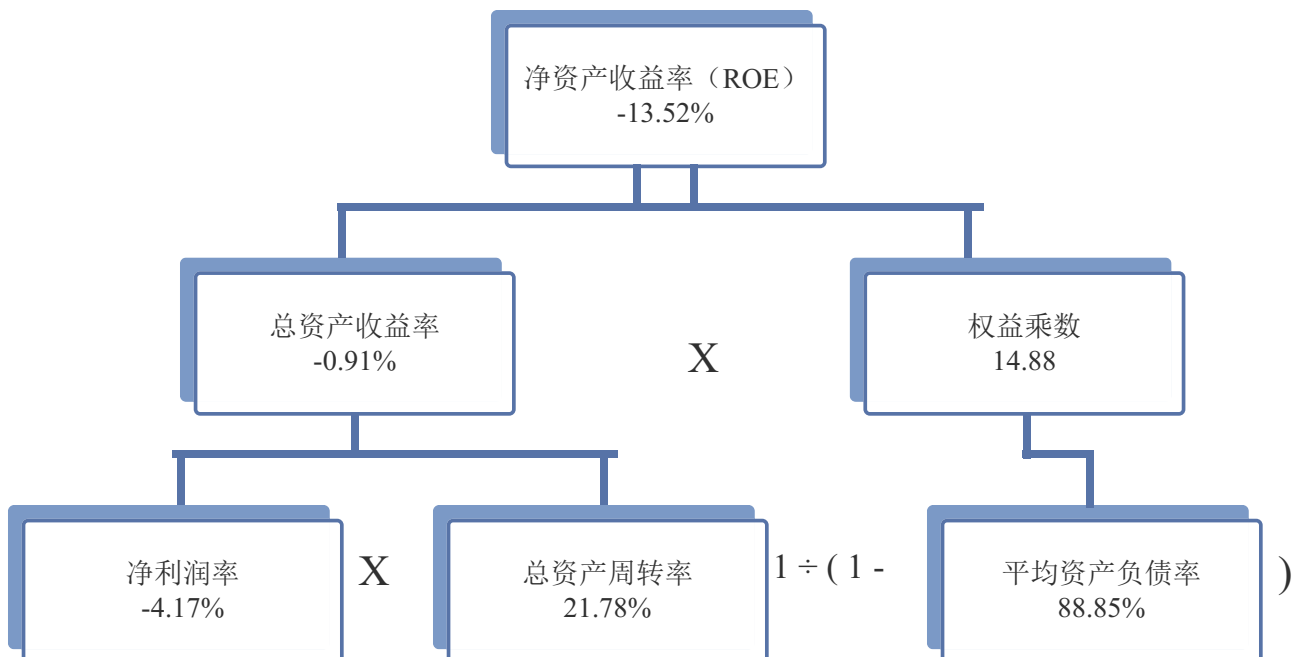 净资产收益率（ROE）
-13.52%
总资产收益率
-0.91%
X
权益乘数
14.88
净利润率
-4.17%
X
总资产周转率
21.78%
1 ÷ ( 1 -
平均资产负债率
88.85%
)